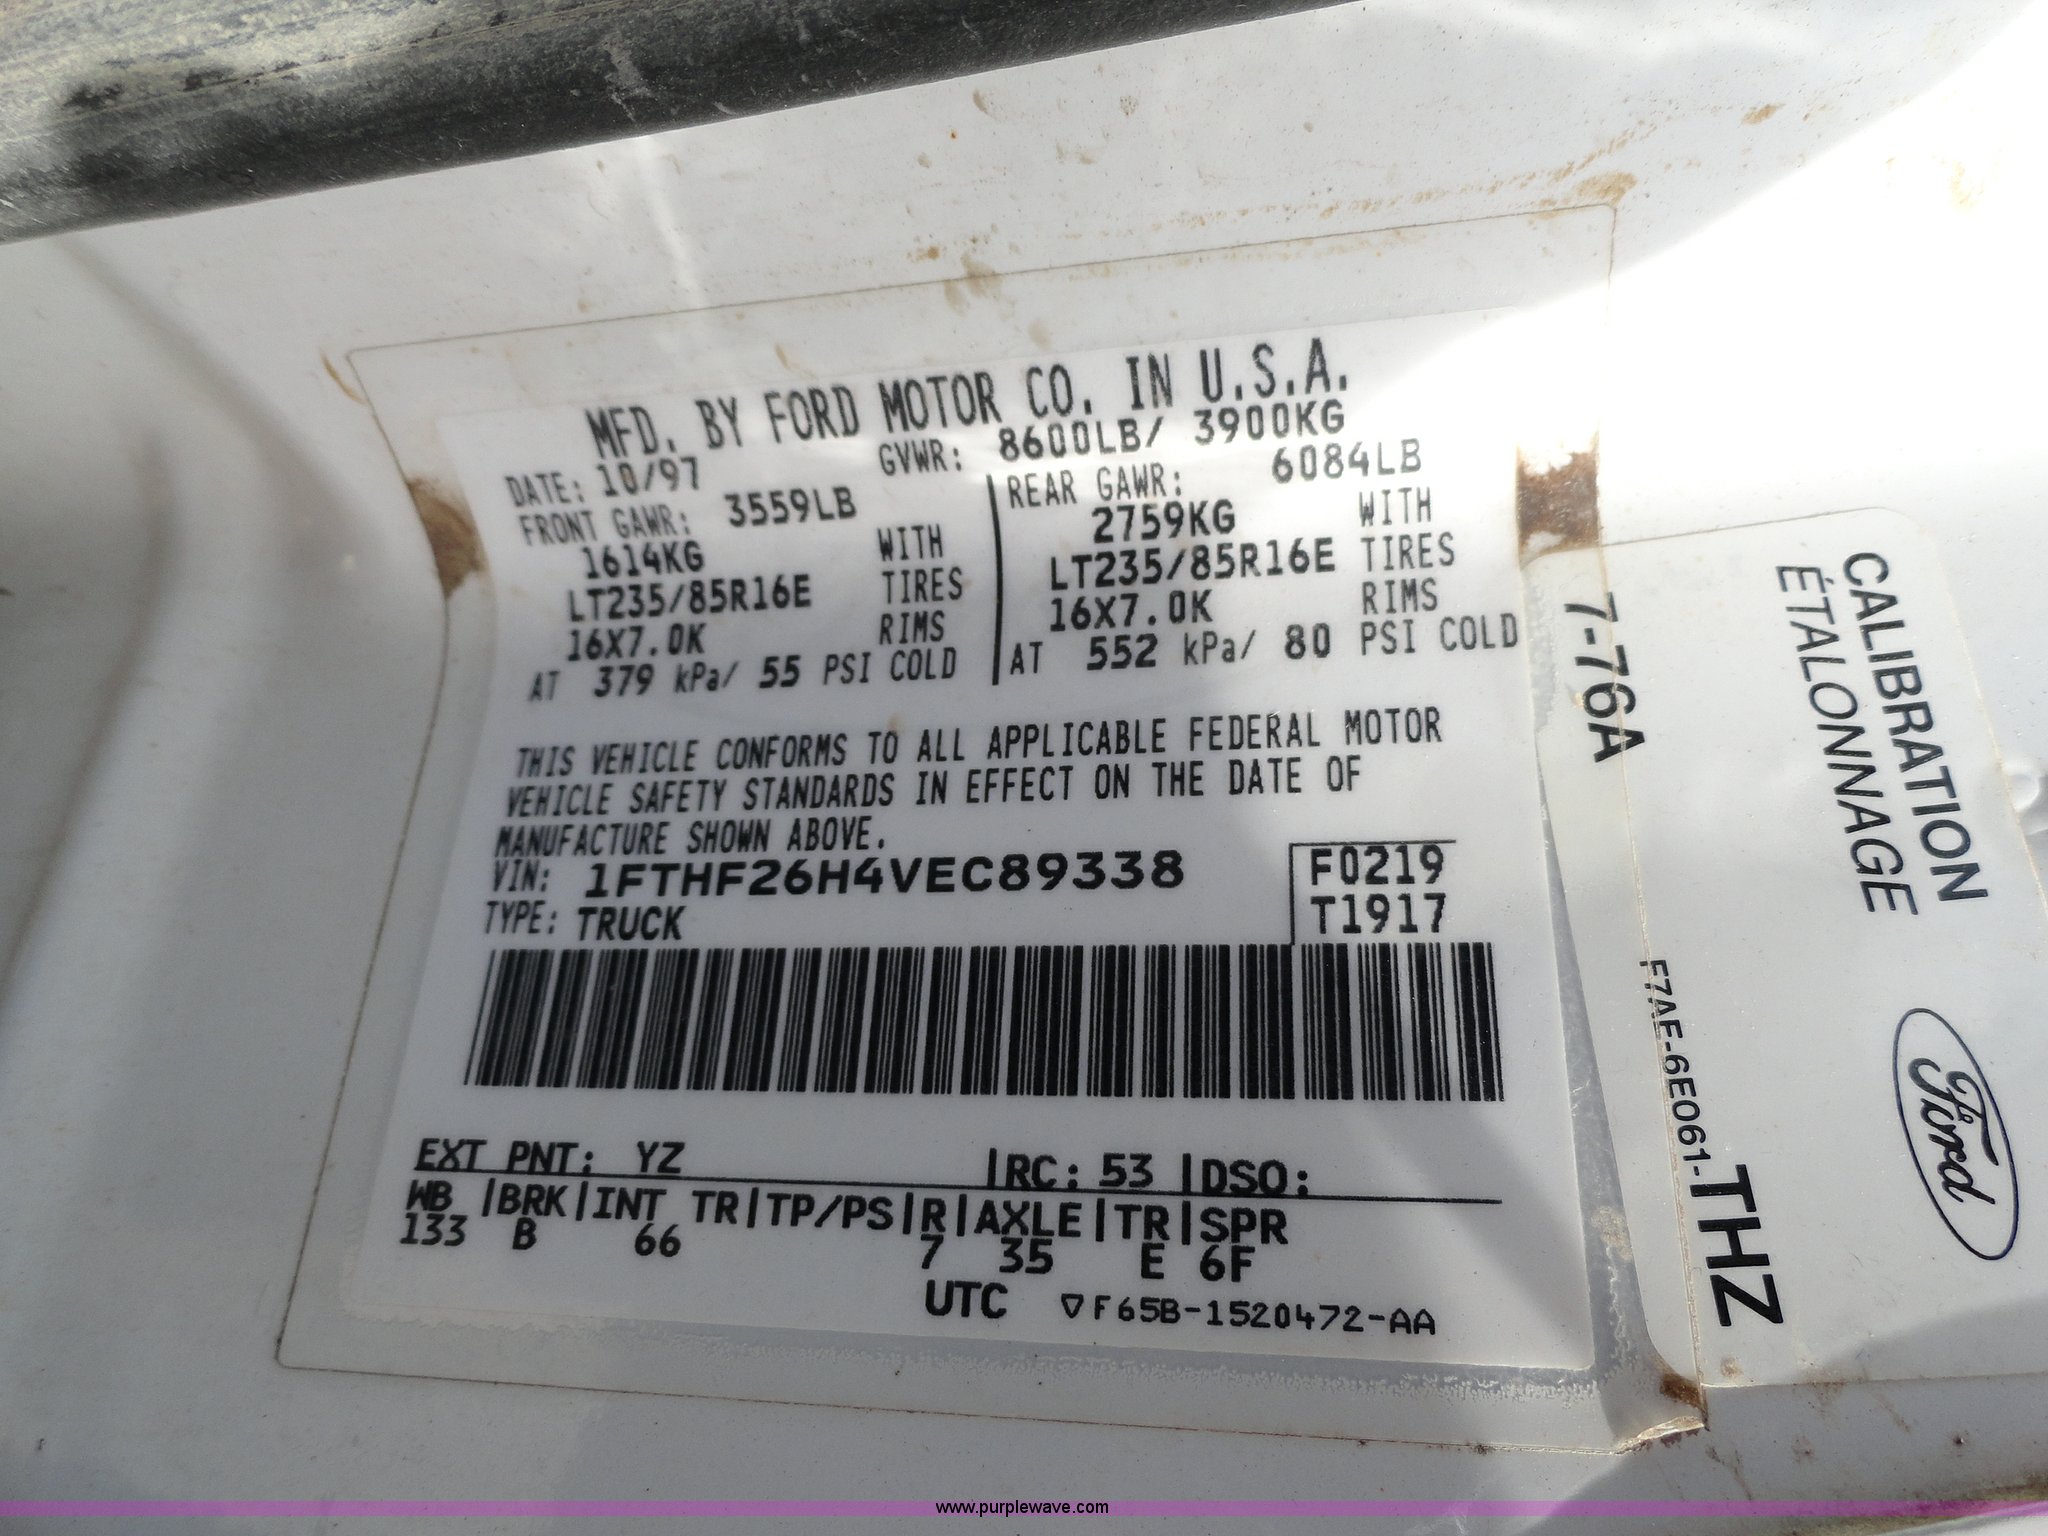 MFD. BY FORD MOTOR CO. IN U.S.A.
DATE: 10/97 GVWR: 8600LB/ 3900KG
FRONT GAWR: 3559LB
1614KG WITH
LT235/85R16E TIRES
16X7.0K RIMS
AT 379 kPa/ 55 PSI COLD
REAR GAWR: 6084LB
2759KG WITH
LT235/85R16E TIRES
16X7.0K RIMS
AT 552 kPa/ 80 PSI COLD
THIS VEHICLE CONFORMS TO ALL APPLICABLE FEDERAL MOTOR
VEHICLE SAFETY STANDARDS IN EFFECT ON THE DATE OF
MANUFACTURE SHOWN ABOVE.
VIN: 1FTHF26H4VEC89338 F0219
TYPE: TRUCK T1917
EXT PNT: YZ |RC: 53 |DSO:
WB |BRK|INT TR|TP/PS|R|AXLE|TR|SPR
133 B 66 7 35 E 6F
UTC ▽F65B-1520472-AA
CALIBRATION
ÉTALONNAGE
7-76A
F7AE-6E061-THZ
Ford
www.purplewave.com